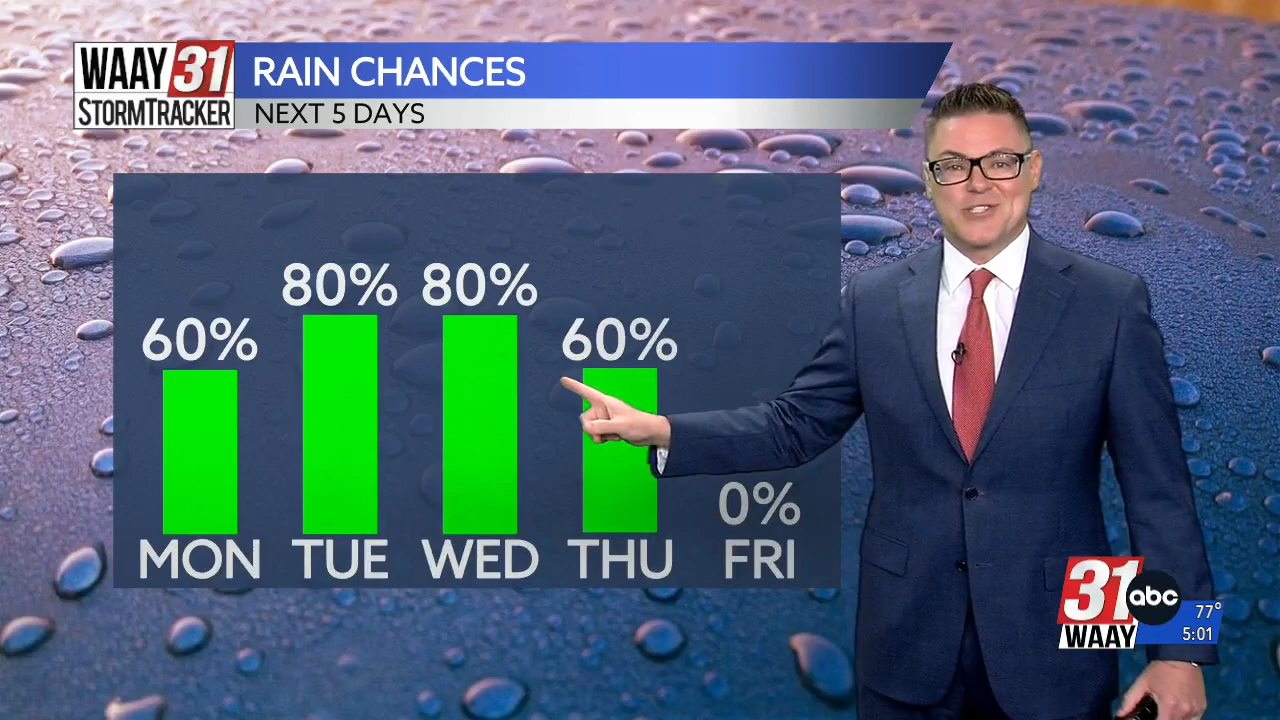 WAAY 31
STORMTRACKER
RAIN CHANCES
NEXT 5 DAYS
60%
80%
80%
60%
0%
MON
TUE
WED
THU
FRI
31
abc
WAAY
77°
5:01